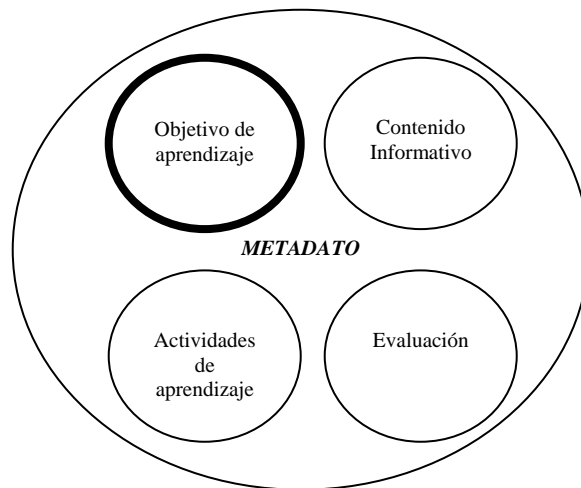 Objetivo de
aprendizaje
Contenido
Informativo
METADATO
Actividades
de
aprendizaje
Evaluación